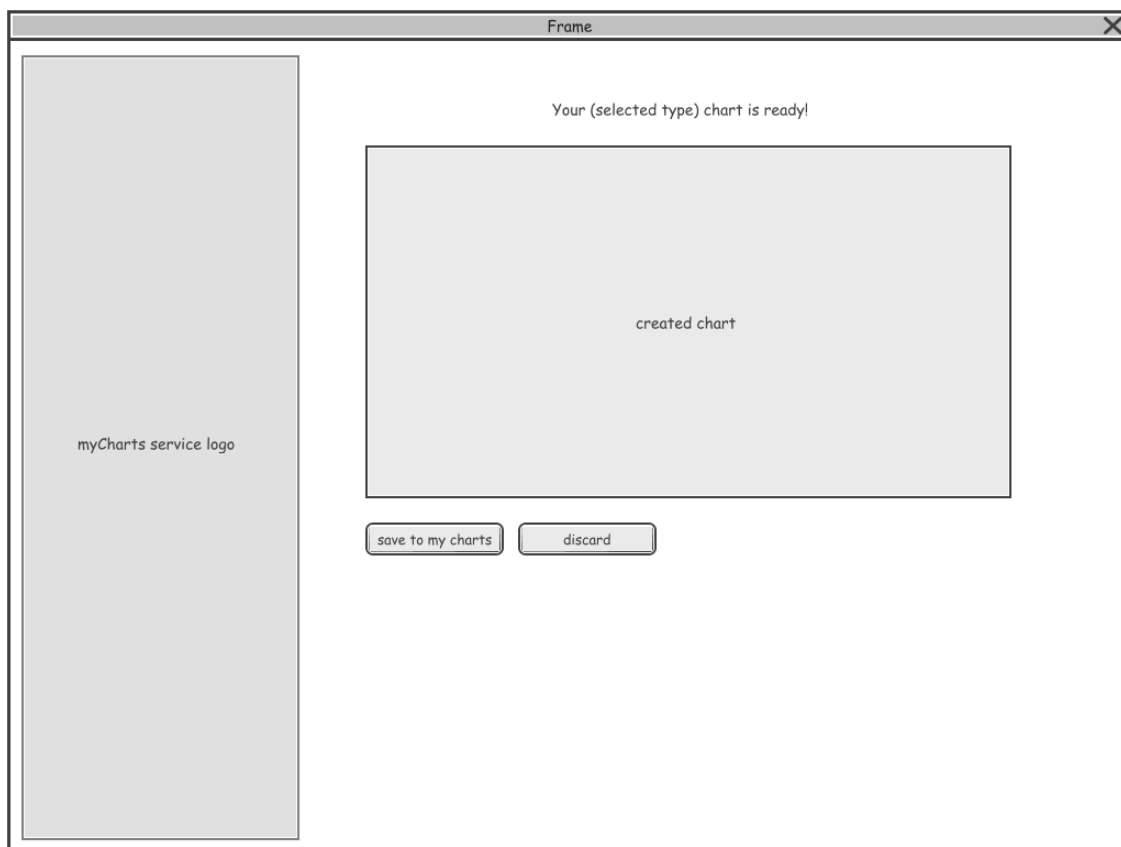 Frame
Your (selected type) chart is ready!
created chart
myCharts service logo
save to my charts
discard